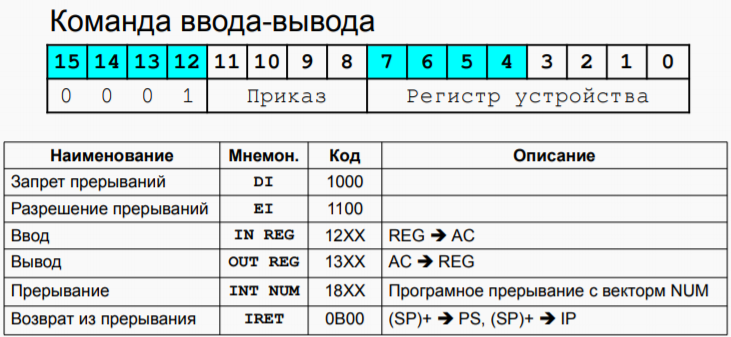 Команда ввода-вывода
15 14 13 12 11 10 9 8 7 6 5 4 3 2 1 0
0 0 0 1 Приказ Регистр устройства
Наименование Мнемон. Код Описание
Запрет прерываний DI 1000
Разрешение прерываний EI 1100
Ввод IN REG 12XX REG ➔ AC
Вывод OUT REG 13XX AC ➔ REG
Прерывание INT NUM 18XX Програмное прерывание с вектром NUM
Возврат из прерывания IRET 0B00 (SP)+ ➔ PS, (SP)+ ➔ IP